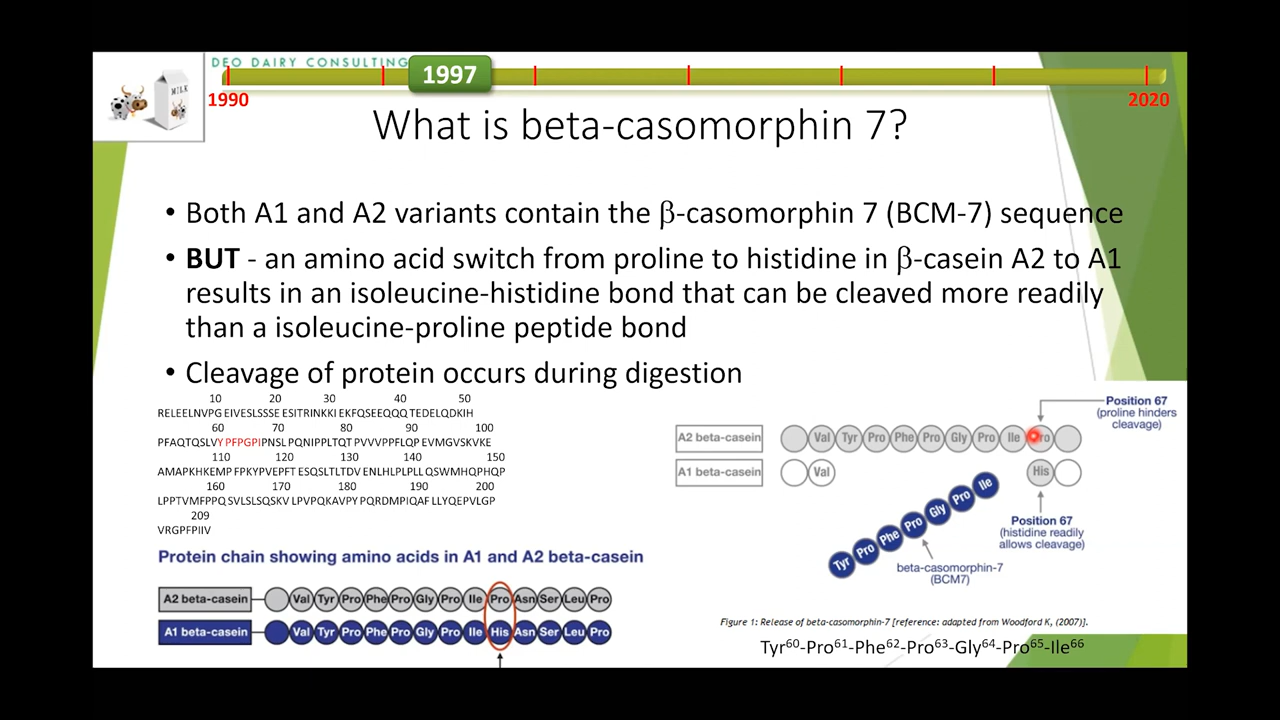 DEO DAIRY CONSULTING
MILK
1997
1990
2020
What is beta-casomorphin 7?
• Both A1 and A2 variants contain the β-casomorphin 7 (BCM-7) sequence
• BUT - an amino acid switch from proline to histidine in β-casein A2 to A1
results in an isoleucine-histidine bond that can be cleaved more readily
than a isoleucine-proline peptide bond
• Cleavage of protein occurs during digestion
10 20 30 40 50
RELEELNVPG EIVESLSSSE ESITRINKKI EKFQSEEQQQ TEDELQDKIH
60 70 80 90 100
PFAQTQSLVY PFPGPIPNSL PQNIPPLTQT PVVVPPFLQP EVMGVSKVKE
110 120 130 140 150
AMAPKHKEMP FPKYPVEPFT ESQSLTLTDV ENLHLPLPLL QSWMHQPHQP
160 170 180 190 200
LPPTVMFPPQ SVLSLSQSKV LPVPQKAVPY PQRDMPIQAF LLYQEPVLGP
209
VRGPFPIIV
Protein chain showing amino acids in A1 and A2 beta-casein
A2 beta-casein Val Tyr Pro Phe Pro Gly Pro Ile Pro Asn Ser Leu Pro
A1 beta-casein Val Tyr Pro Phe Pro Gly Pro Ile His Asn Ser Leu Pro
Position 67
(proline hinders
cleavage)
A2 beta-casein Val Tyr Pro Phe Pro Gly Pro Ile Pro
A1 beta-casein Val His
Tyr Pro Phe Pro Gly Pro Ile
Position 67
(histidine readily
allows cleavage)
beta-casomorphin-7
(BCM7)
Figure 1: Release of beta-casomorphin-7 [reference: adapted from Woodford K, (2007)].
Tyr⁶⁰-Pro⁶¹-Phe⁶²-Pro⁶³-Gly⁶⁴-Pro⁶⁵-Ile⁶⁶